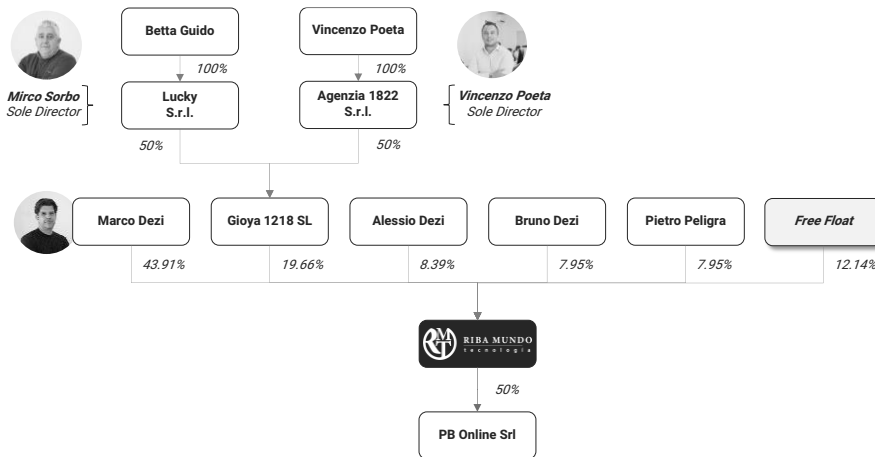 Betta Guido
Vincenzo Poeta
100%
100%
Mirco Sorbo
Sole Director
Lucky
S.r.l.
Agenzia 1822
S.r.l.
Vincenzo Poeta
Sole Director
50%
50%
Marco Dezi
Gioya 1218 SL
Alessio Dezi
Bruno Dezi
Pietro Peligra
Free Float
43.91%
19.66%
8.39%
7.95%
7.95%
12.14%
RMT
RIBA MUNDO
tecnología
50%
PB Online Srl